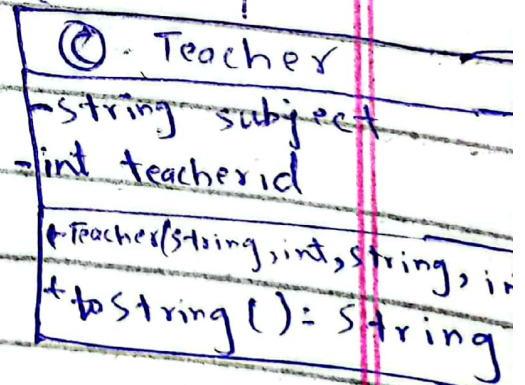 © Teacher
-string subject
-int teacherid
+Teacher(string,int,string,
+toString():String